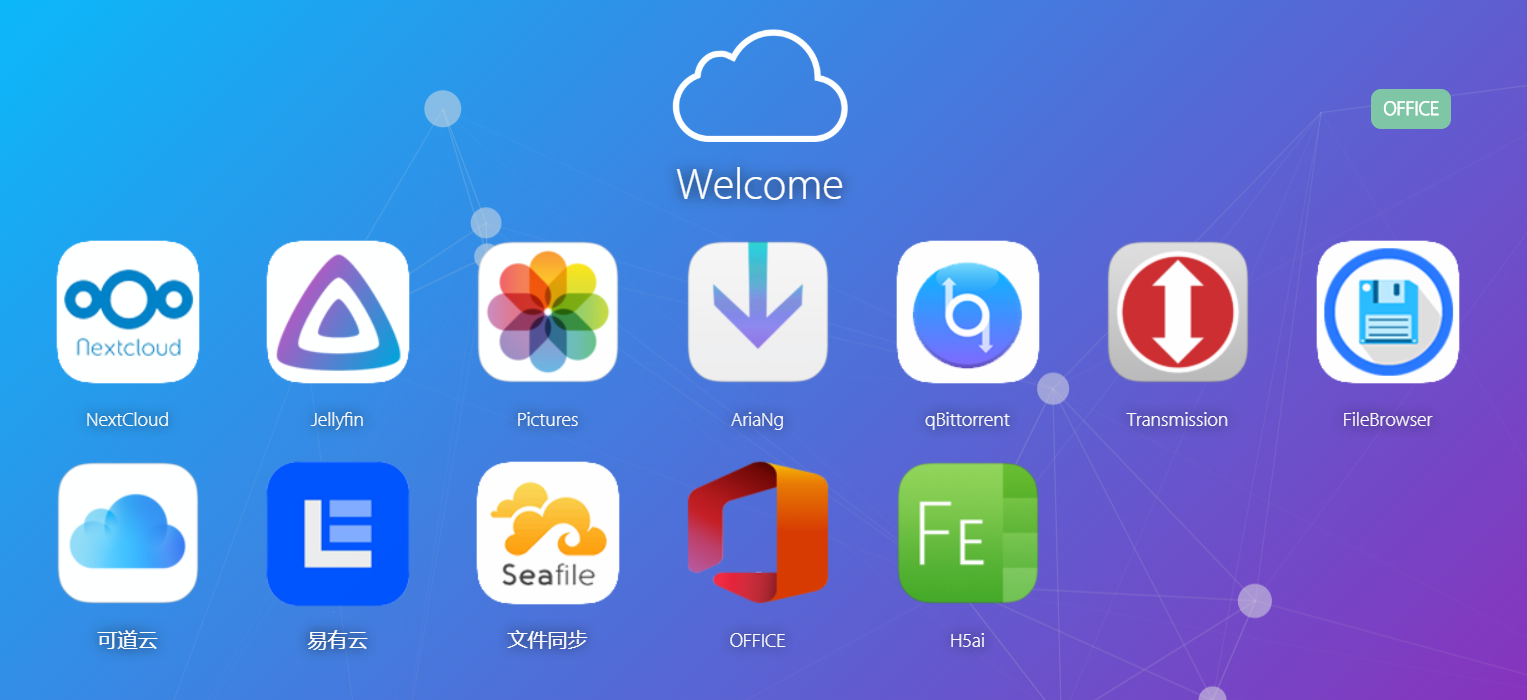 OFFICE
Welcome
Nextcloud
NextCloud
Jellyfin
Pictures
AriaNg
qBittorrent
Transmission
FileBrowser
LE
Seafile
FE
可道云
易有云
文件同步
OFFICE
H5ai